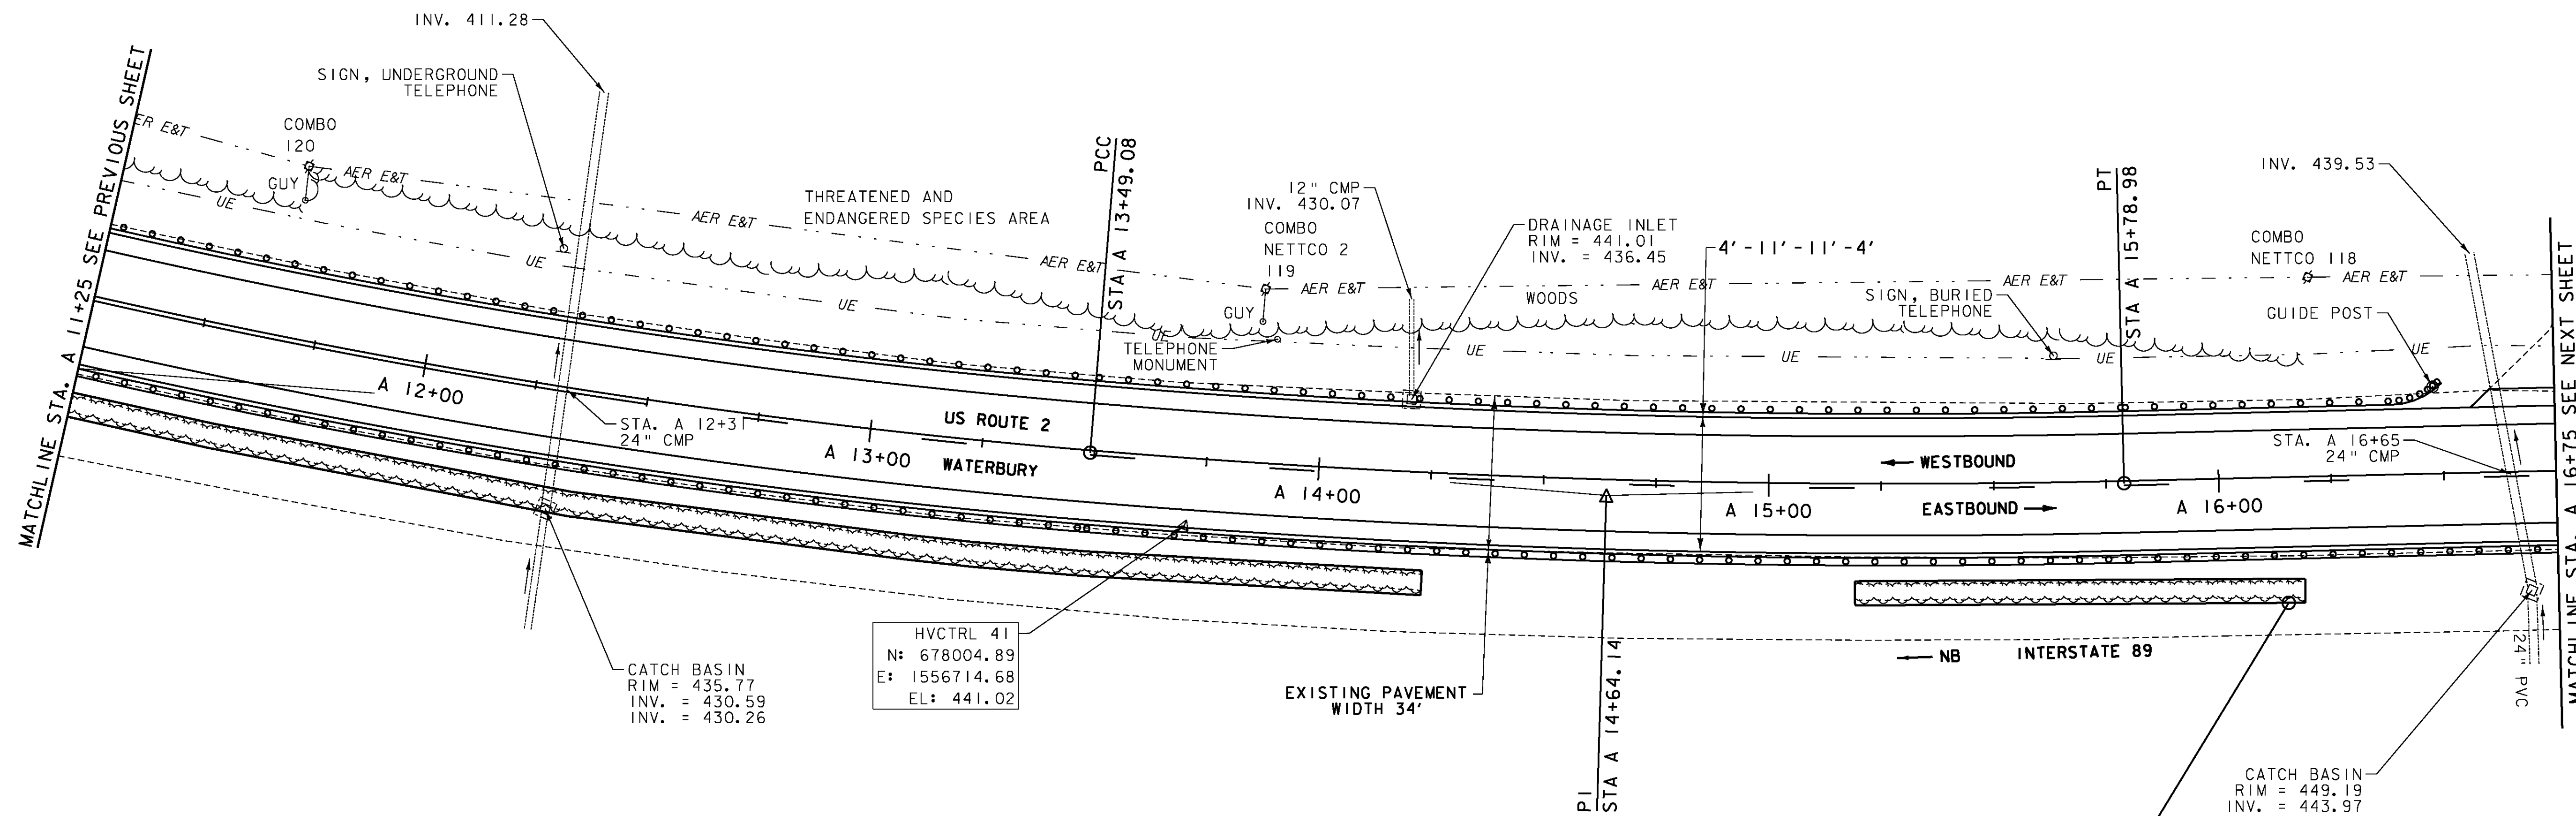 INV. 411.28
MATCHLINE STA. A 11+25 SEE PREVIOUS SHEET
SIGN, UNDERGROUND
TELEPHONE
ER E&T
COMBO
120
GUY
AER E&T
UE
AER E&T
THREATENED AND
ENDANGERED SPECIES AREA
UE
AER E&T
UE
PCC
STA A 13+49.08
12" CMP
INV. 430.07
COMBO
NETTCO 2
119
GUY
AER E&T
UE
TELEPHONE
MONUMENT
DRAINAGE INLET
RIM = 441.01
INV. = 436.45
4'-11'-11'-4'
WOODS
AER E&T
UE
SIGN, BURIED
TELEPHONE
AER E&T
UE
UE
PT
STA A 15+78.98
INV. 439.53
COMBO
NETTCO 118
AER E&T
GUIDE POST
UE
A 12+00
STA. A 12+31
24" CMP
A 13+00
US ROUTE 2
WATERBURY
A 14+00
A 15+00
WESTBOUND
EASTBOUND
A 16+00
STA. A 16+65
24" CMP
MATCHLINE STA. A 16+75 SEE NEXT SHEET
CATCH BASIN
RIM = 435.77
INV. = 430.59
INV. = 430.26
HVCTRL 41
N: 678004.89
E: 1556714.68
EL: 441.02
EXISTING PAVEMENT
WIDTH 34'
PI
STA A 14+64.14
NB
INTERSTATE 89
24" PVC
CATCH BASIN
RIM = 449.19
INV. = 443.97